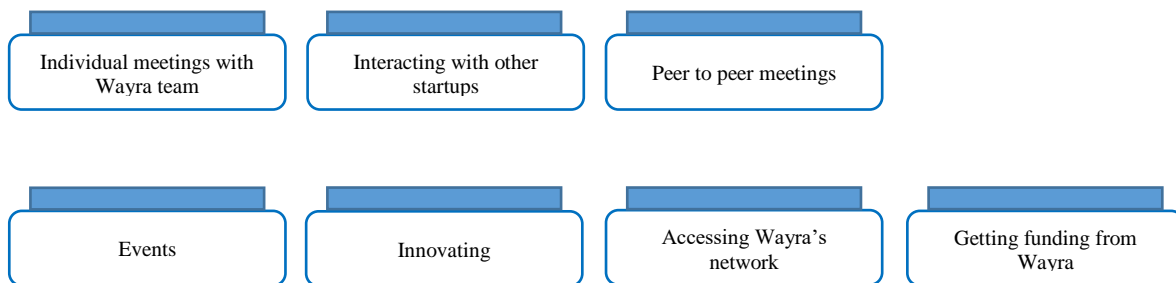 Individual meetings with
Wayra team
Interacting with other
startups
Peer to peer meetings
Events
Innovating
Accessing Wayra's
network
Getting funding from
Wayra